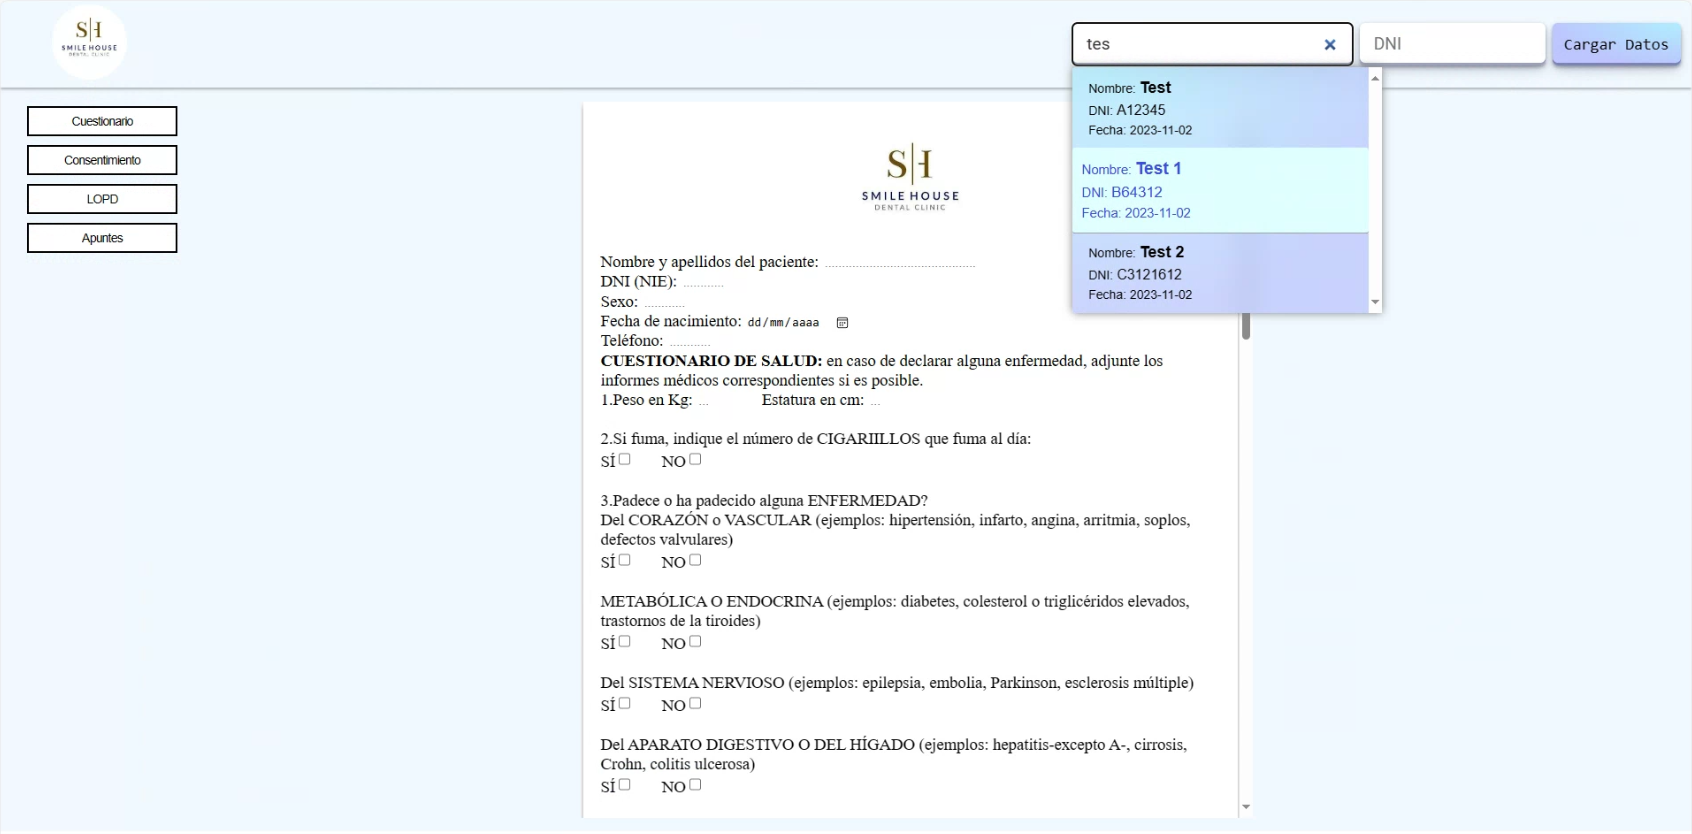 SH
SMILE HOUSE
DENTAL CLINIC
tes
×
DNI
Cargar Datos
Nombre: Test
DNI: A12345
Fecha: 2023-11-02
Nombre: Test 1
DNI: B64312
Fecha: 2023-11-02
Nombre: Test 2
DNI: C3121612
Fecha: 2023-11-02
Cuestionario
Consentimiento
LOPD
Apuntes
SH
SMILE HOUSE
DENTAL CLINIC
Nombre y apellidos del paciente: ............................................
DNI (NIE): ............
Sexo: ............
Fecha de nacimiento: dd/mm/aaaa
Teléfono: ............
CUESTIONARIO DE SALUD: en caso de declarar alguna enfermedad, adjunte los
informes médicos correspondientes si es posible.
1.Peso en Kg: ... Estatura en cm: ...
2.Si fuma, indique el número de CIGARIILLOS que fuma al día:
SÍ NO
3.Padece o ha padecido alguna ENFERMEDAD?
Del CORAZÓN o VASCULAR (ejemplos: hipertensión, infarto, angina, arritmia, soplos,
defectos valvulares)
SÍ NO
METABÓLICA O ENDOCRINA (ejemplos: diabetes, colesterol o triglicéridos elevados,
trastornos de la tiroides)
SÍ NO
Del SISTEMA NERVIOSO (ejemplos: epilepsia, embolia, Parkinson, esclerosis múltiple)
SÍ NO
Del APARATO DIGESTIVO O DEL HÍGADO (ejemplos: hepatitis-excepto A-, cirrosis,
Crohn, colitis ulcerosa)
SÍ NO